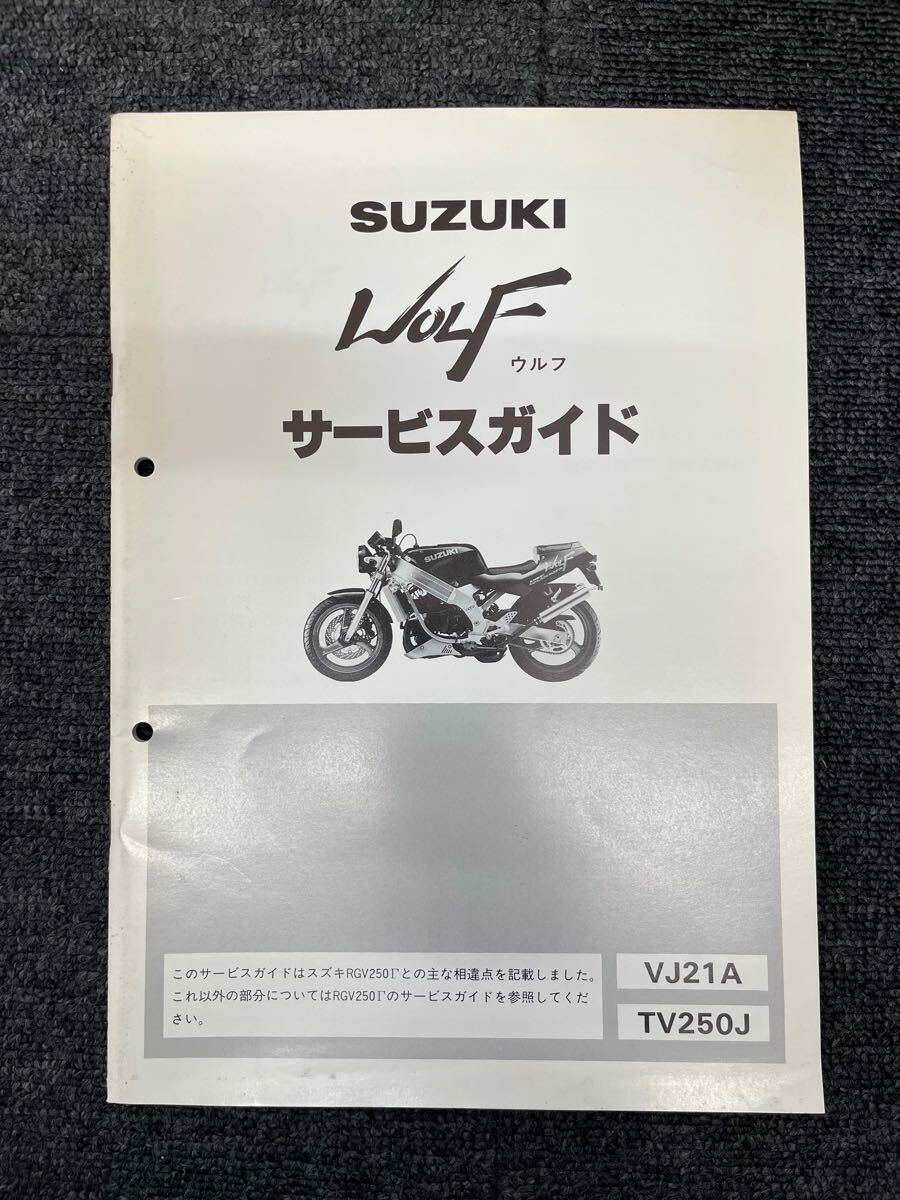 SUZUKI
WOLF
ウルフ
サービスガイド
SUZUKI
WOLF
このサービスガイドはスズキRGV250Γとの主な相違点を記載しました。
これ以外の部分についてはRGV250Γのサービスガイドを参照してくだ
さい。
VJ21A
TV250J